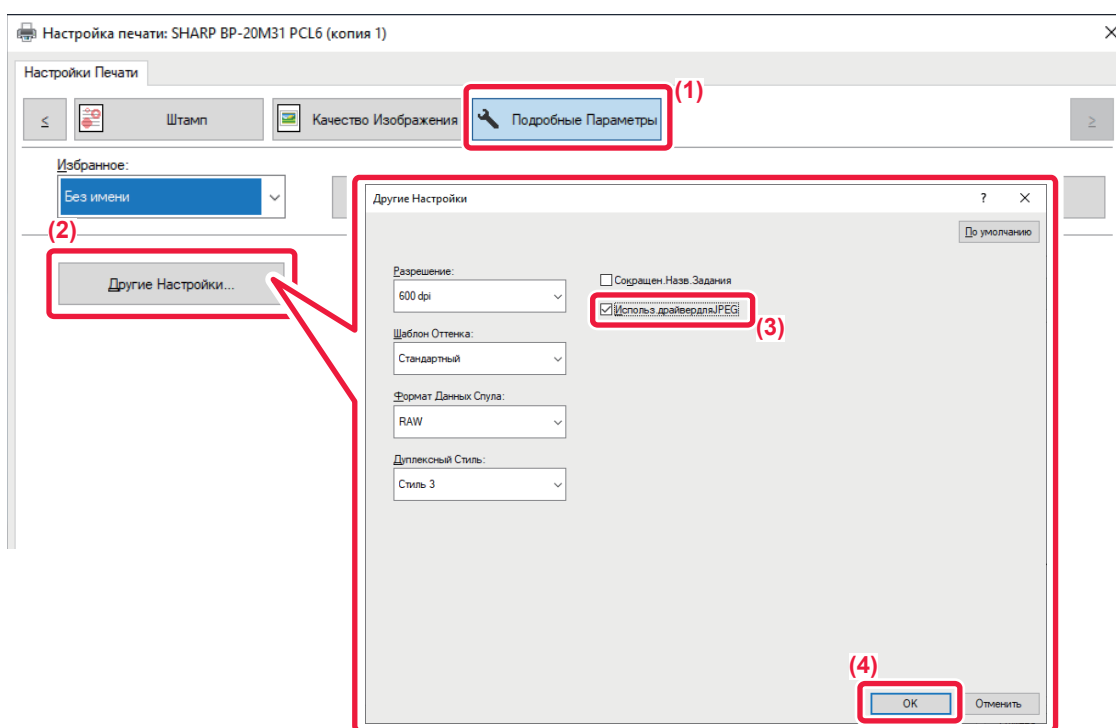 Настройка печати: SHARP BP-20M31 PCL6 (копия 1)
Настройки Печати
(1)
≤ Штамп Качество Изображения Подробные Параметры ≥
Избранное:
Без имени
(2)
Другие Настройки...
Другие Настройки ?
По умолчанию
Разрешение:
600 dpi
Сокращен.Назв.Задания
Использ.драйвердляJPEG
(3)
Шаблон Оттенка:
Стандартный
Формат Данных Спула:
RAW
Дуплексный Стиль:
Стиль 3
(4)
OK Отменить